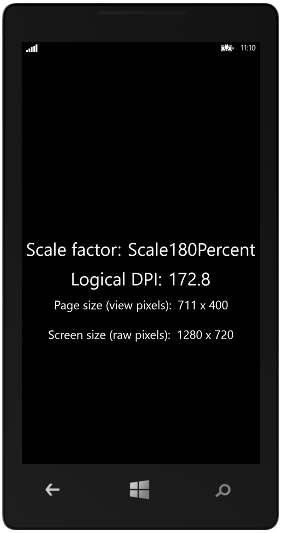 11:10
Scale factor: Scale180Percent
Logical DPI: 172.8
Page size (view pixels): 711 x 400
Screen size (raw pixels): 1280 x 720